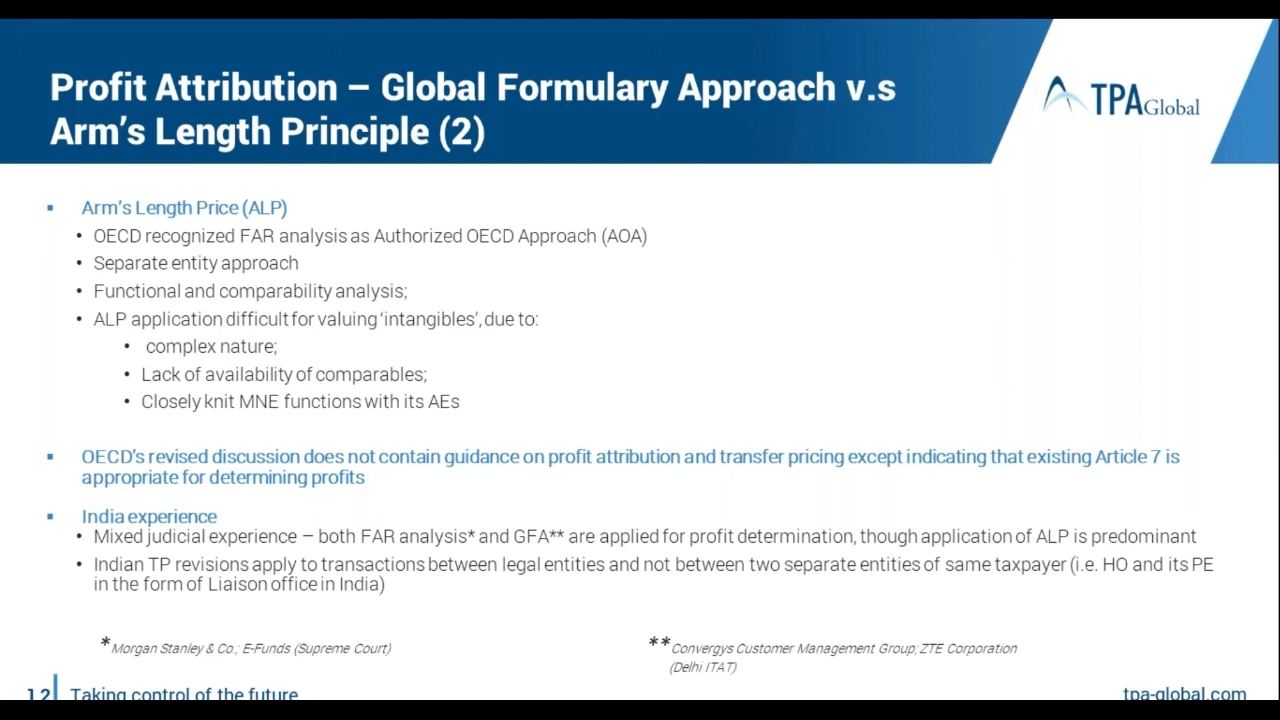 Profit Attribution – Global Formulary Approach v.s
Arm's Length Principle (2)
TPA Global
▪ Arm's Length Price (ALP)
• OECD recognized FAR analysis as Authorized OECD Approach (AOA)
• Separate entity approach
• Functional and comparability analysis;
• ALP application difficult for valuing 'intangibles', due to:
• complex nature;
• Lack of availability of comparables;
• Closely knit MNE functions with its AEs
▪ OECD's revised discussion does not contain guidance on profit attribution and transfer pricing except indicating that existing Article 7 is
appropriate for determining profits
▪ India experience
• Mixed judicial experience – both FAR analysis* and GFA** are applied for profit determination, though application of ALP is predominant
• Indian TP revisions apply to transactions between legal entities and not between two separate entities of same taxpayer (i.e. HO and its PE
in the form of Liaison office in India)
* Morgan Stanley & Co.; E-Funds (Supreme Court)
** Convergys Customer Management Group; ZTE Corporation
(Delhi ITAT)
12 Taking control of the future
tpa-global.com